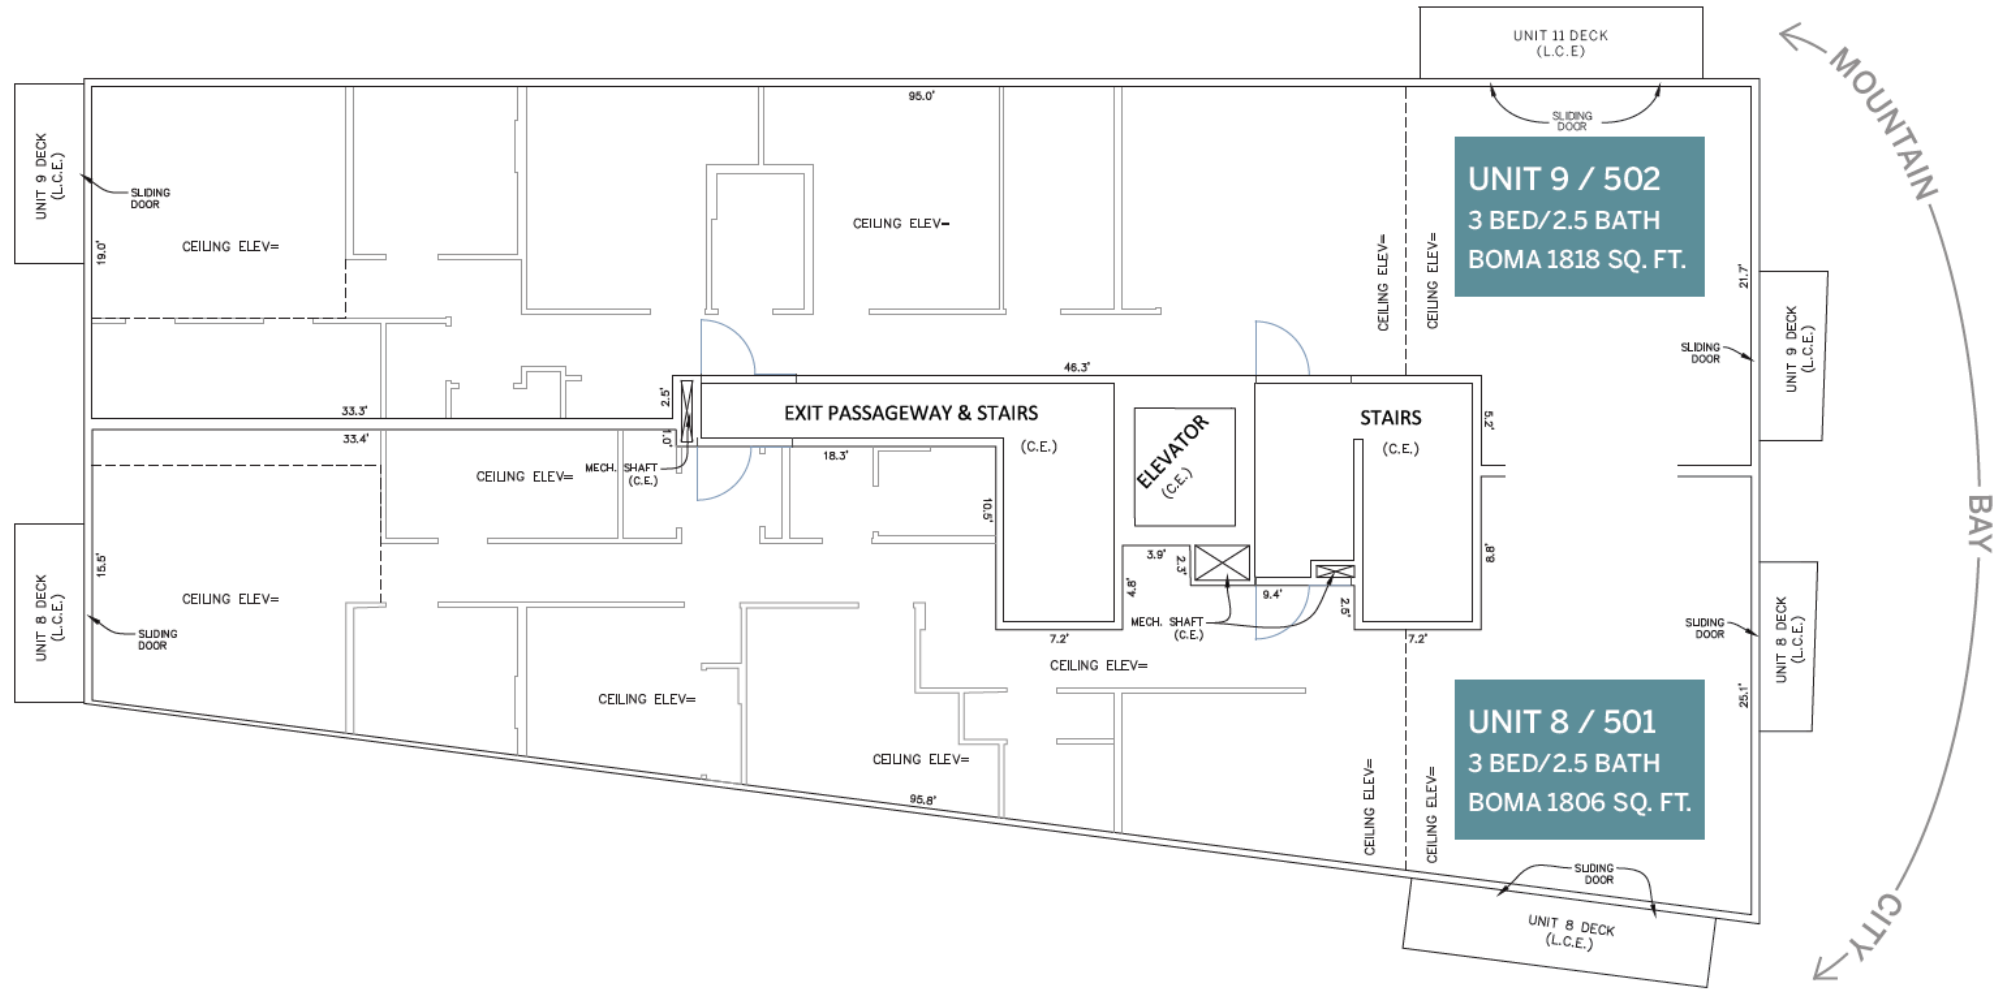 UNIT 11 DECK
(L.C.E)
MOUNTAIN
BAY
CITY
95.0'
SLIDING
DOOR
UNIT 9 DECK
(L.C.E.)
SLIDING
DOOR
19.0'
CEILING ELEV=
CEILING ELEV=
CEILING ELEV=
CEILING ELEV=
UNIT 9 / 502
3 BED/2.5 BATH
BOMA 1818 SQ. FT.
21.7'
SLIDING
DOOR
UNIT 9 DECK
(L.C.E.)
46.3'
33.3'
2.5'
EXIT PASSAGEWAY & STAIRS
(C.E.)
ELEVATOR
(C.E.)
STAIRS
(C.E.)
5.2'
33.4'
1.0'
CEILING ELEV=
MECH. SHAFT
(C.E.)
18.3'
10.5'
3.9'
2.3'
4.8'
9.4'
2.5'
8.8'
MECH. SHAFT
(C.E.)
7.2'
7.2'
15.5'
CEILING ELEV=
UNIT 8 DECK
(L.C.E.)
SLIDING
DOOR
CEILING ELEV=
CEILING ELEV=
CEILING ELEV=
95.8'
CEILING ELEV=
CEILING ELEV=
SLIDING
DOOR
UNIT 8 DECK
(L.C.E.)
25.1'
UNIT 8 / 501
3 BED/2.5 BATH
BOMA 1806 SQ. FT.
SLIDING
DOOR
UNIT 8 DECK
(L.C.E.)